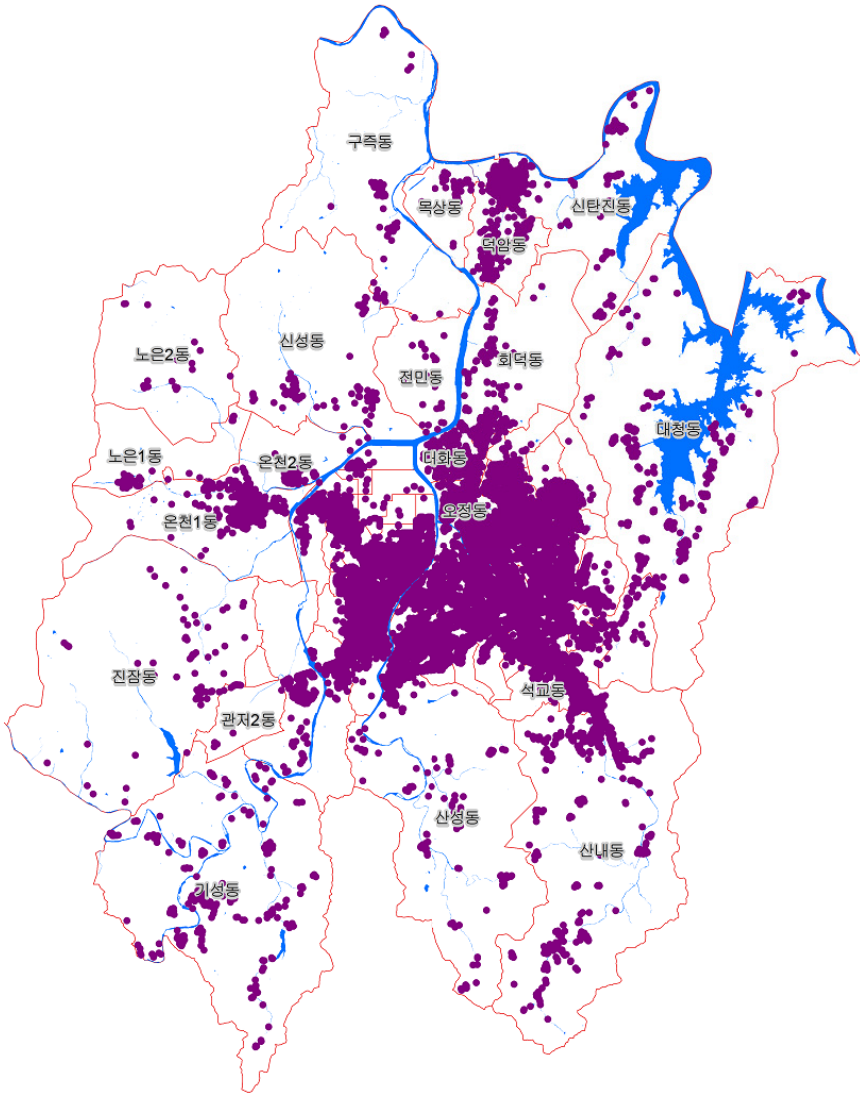 구즉동
목상동
신탄진동
덕암동
신성동
노은2동
전민동
회덕동
대청동
노은1동
온천2동
대화동
온천1동
오정동
진잠동
석교동
관저2동
산성동
산내동
기성동